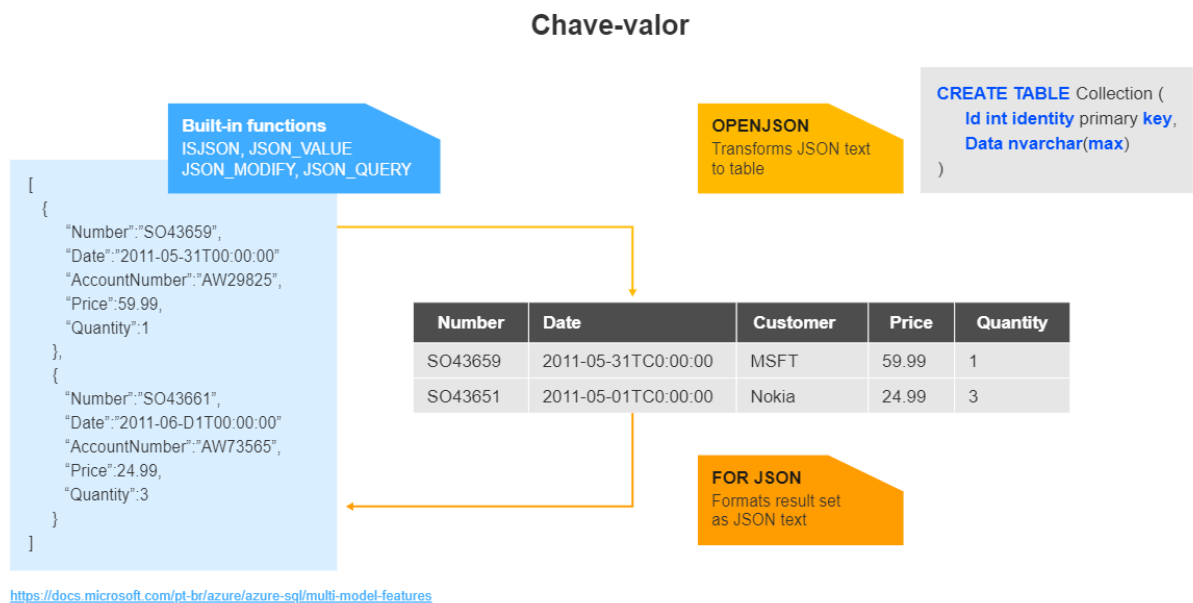 Chave-valor
Built-in functions
ISJSON, JSON_VALUE
JSON_MODIFY, JSON_QUERY
OPENJSON
Transforms JSON text
to table
CREATE TABLE Collection (
Id int identity primary key,
Data nvarchar(max)
)
[
{
“Number":”SO43659”,
“Date":”2011-05-31T00:00:00”
“AccountNumber":”AW29825”,
“Price":59.99,
“Quantity":1
},
{
“Number":”SO43661”,
“Date":”2011-06-D1T00:00:00”
“AccountNumber":”AW73565”,
“Price":24.99,
“Quantity":3
}
]
Number Date Customer Price Quantity
SO43659 2011-05-31TC0:00:00 MSFT 59.99 1
SO43651 2011-05-01TC0:00:00 Nokia 24.99 3
FOR JSON
Formats result set
as JSON text
https://docs.microsoft.com/pt-br/azure/azure-sql/multi-model-features